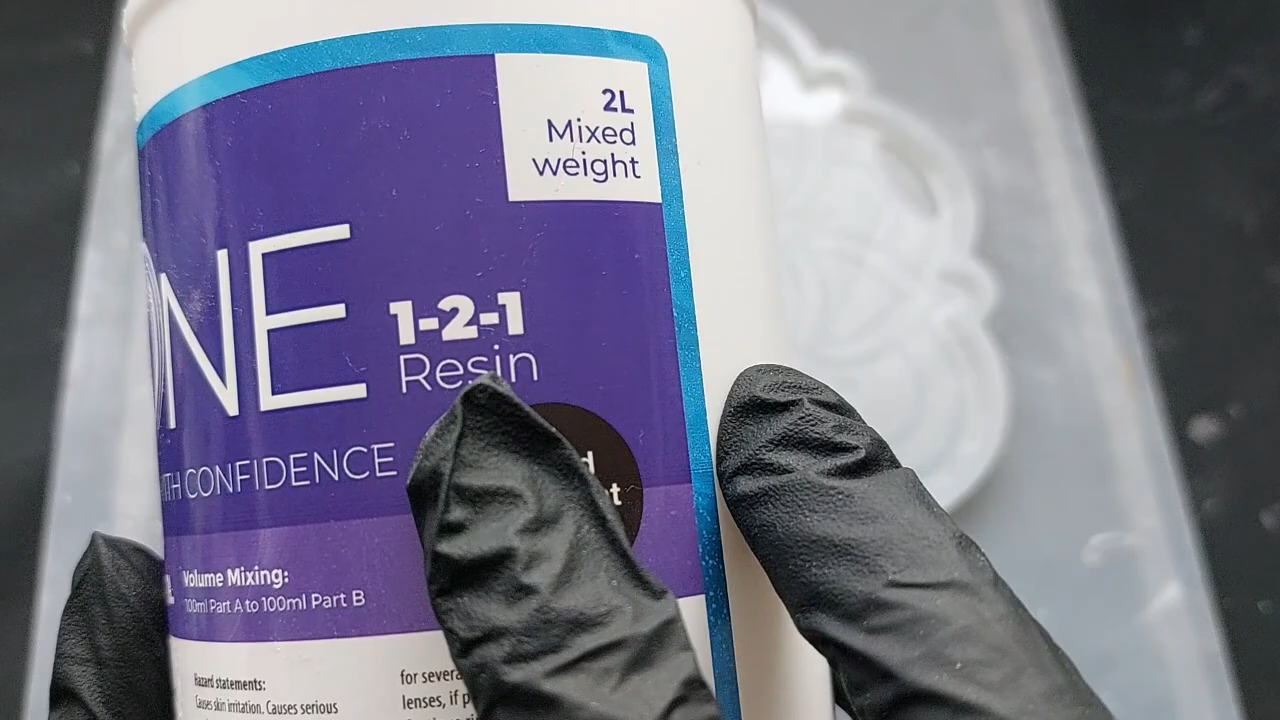 2L
Mixed
weight
NE
1-2-1
Resin
CONFIDENCE
Volume Mixing:
100ml Part A to 100ml Part B
Hazard statements:
Causes skin irritation. Causes serious
for
lenses, if